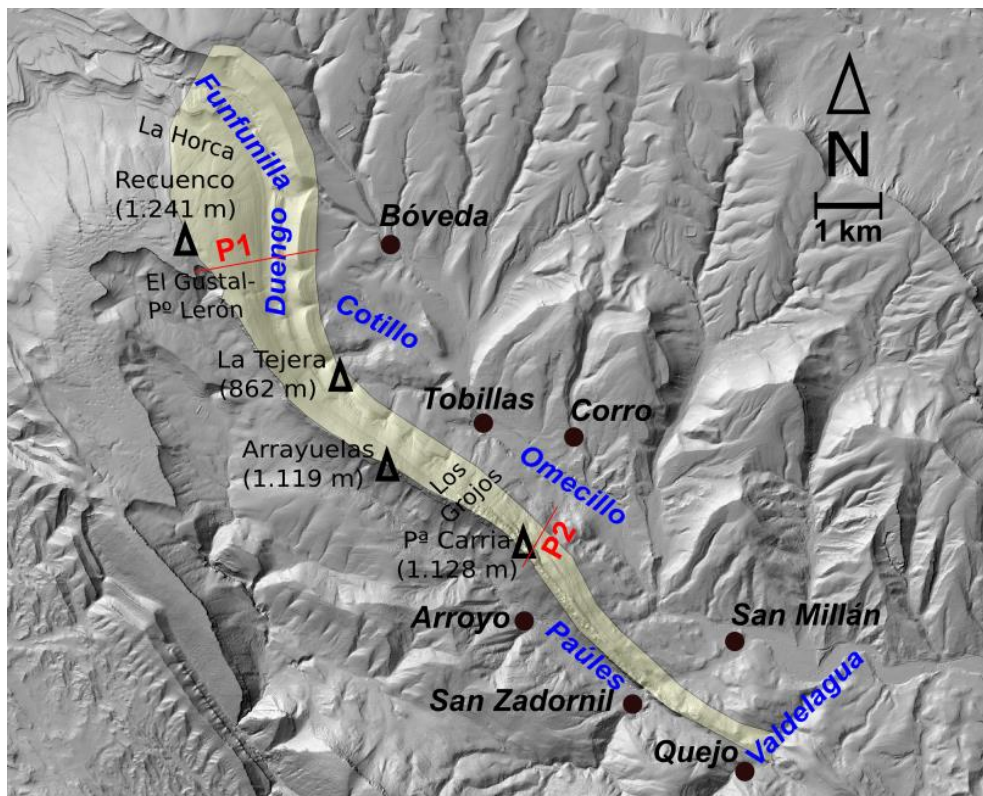 Funfunilla
La Horca
Recuenco
(1.241 m)
N
1 km
Bóveda
P1
Duengo
El Gustal-
Pº Lerón
Cotillo
La Tejera
(862 m)
Tobillas
Corro
Arrayuelas
(1.119 m)
Los
Grojos
Omecillo
Pª Carria
(1.128 m)
P2
Arroyo
San Millán
Paúles
San Zadornil
Valdelagua
Quejo